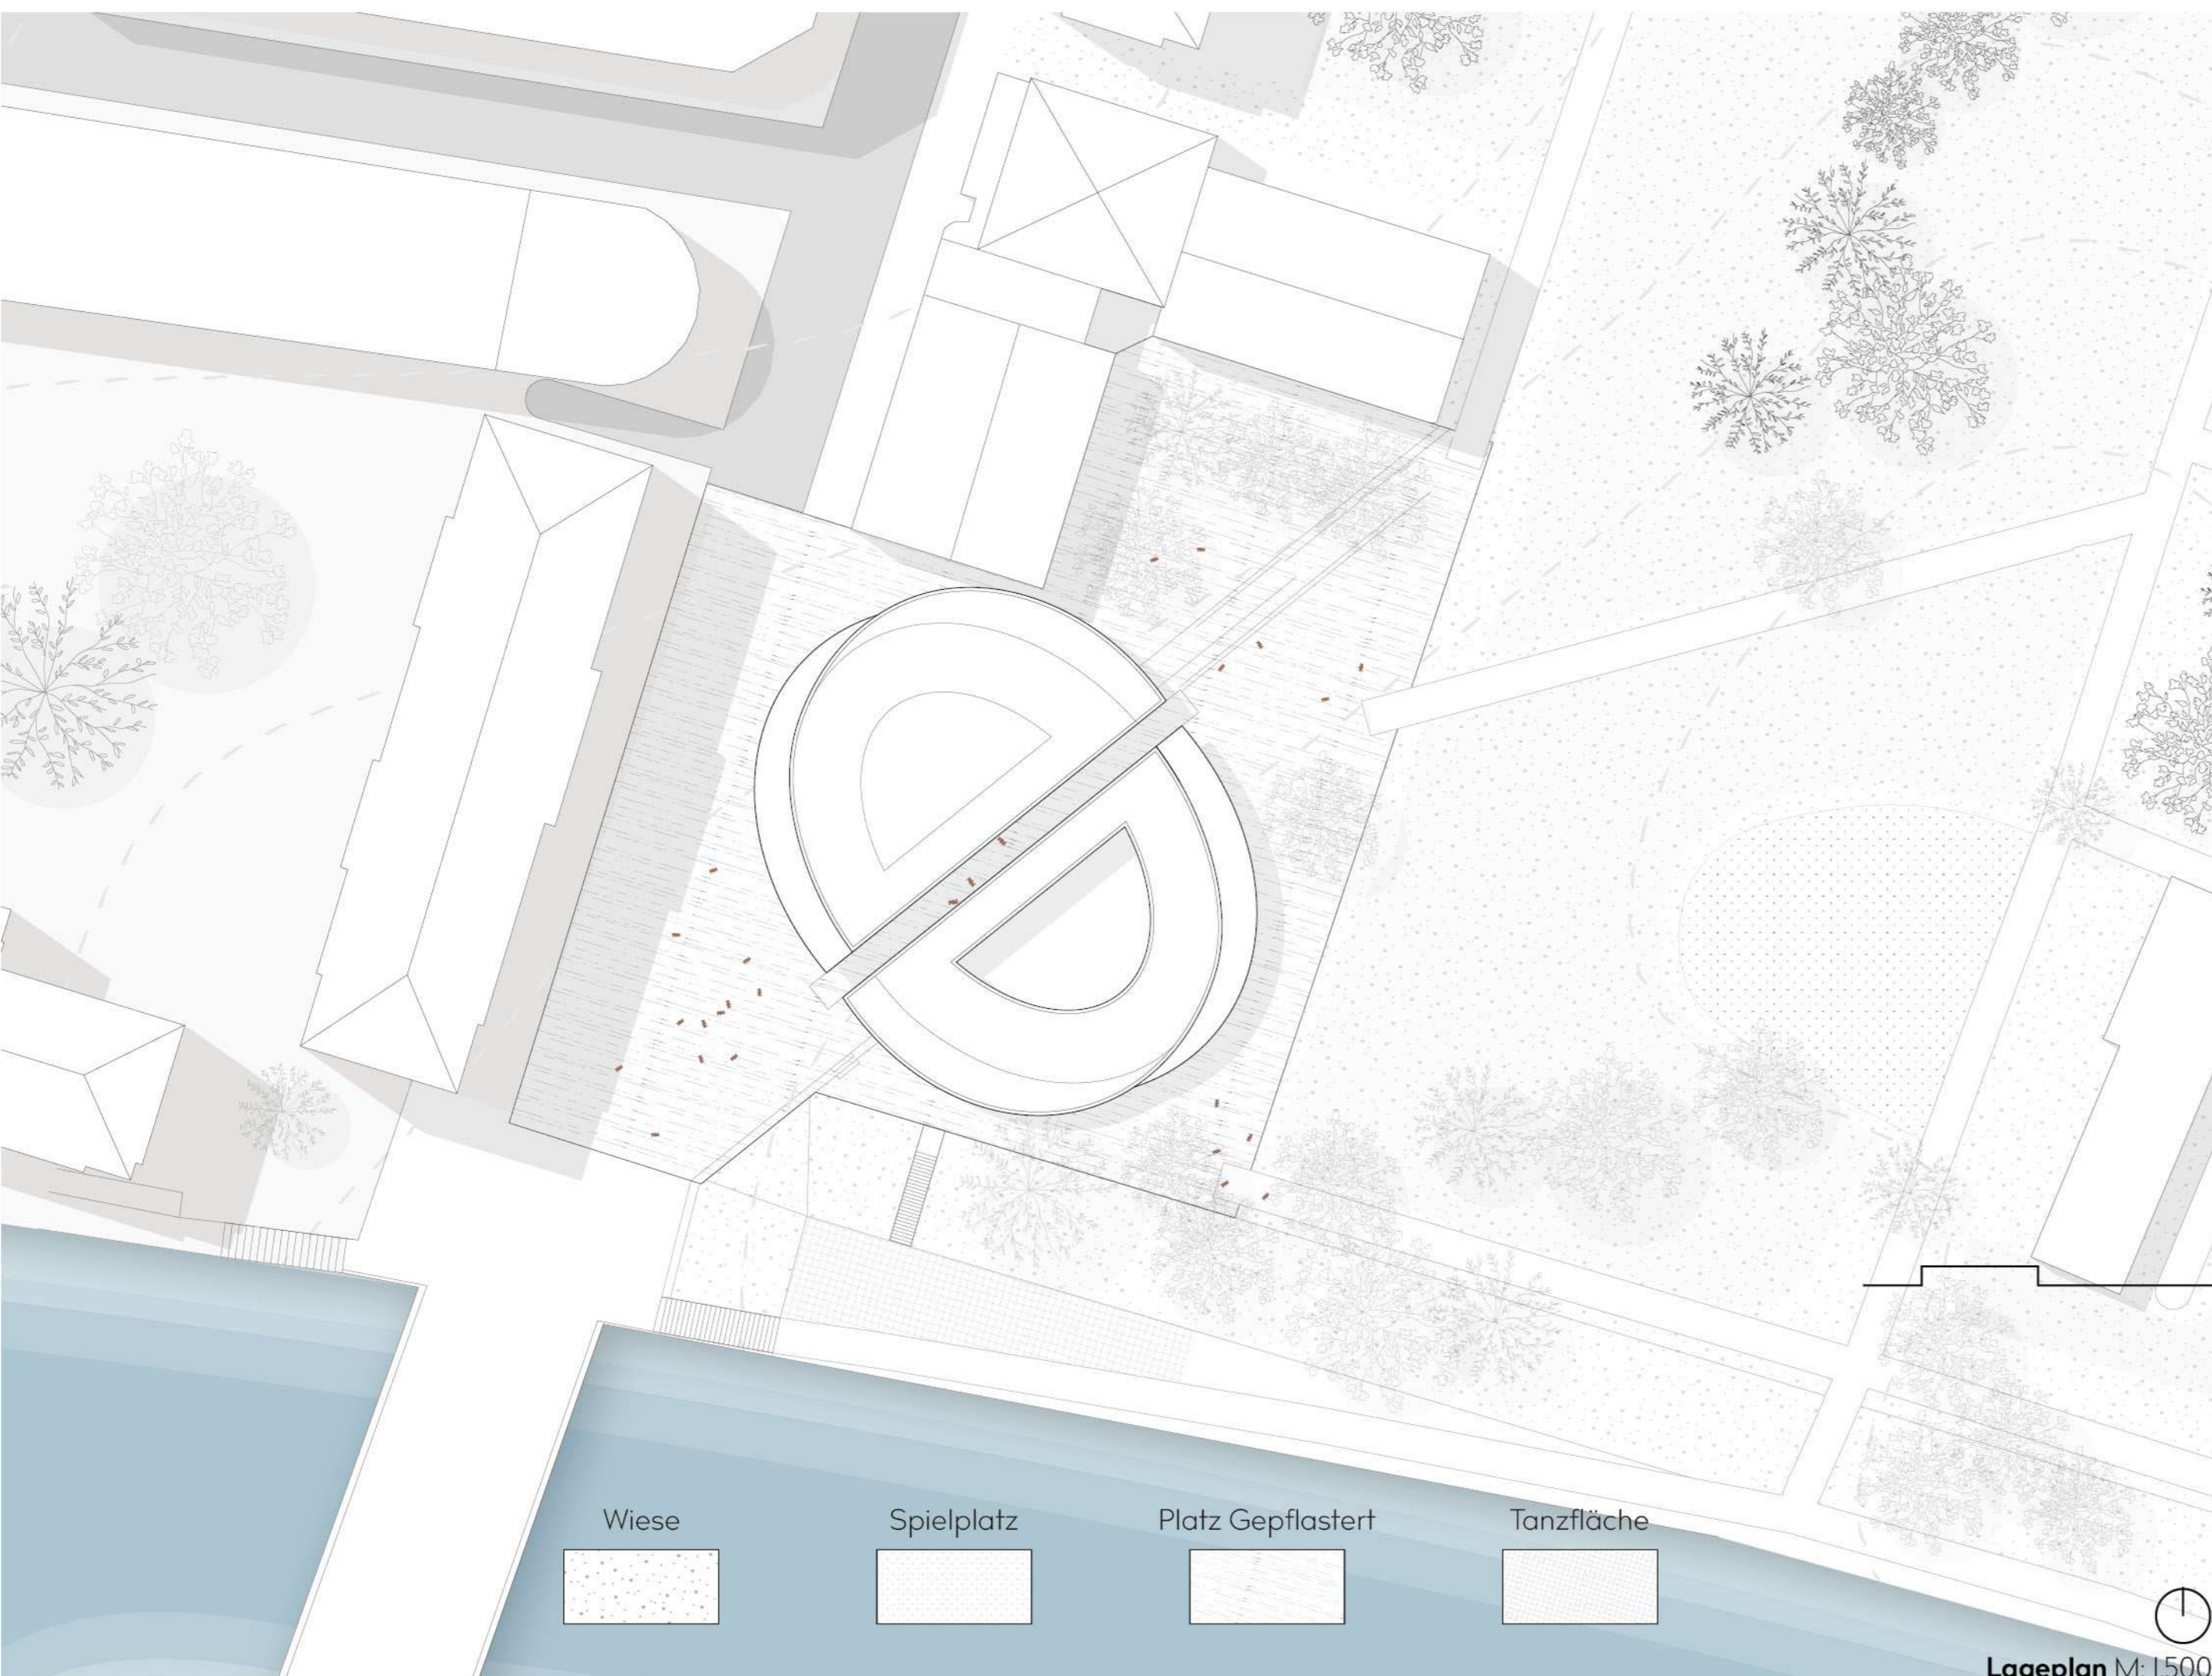 Wiese
Spielplatz
Platz Gepflastert
Tanzfläche
Lageplan M: 1.500